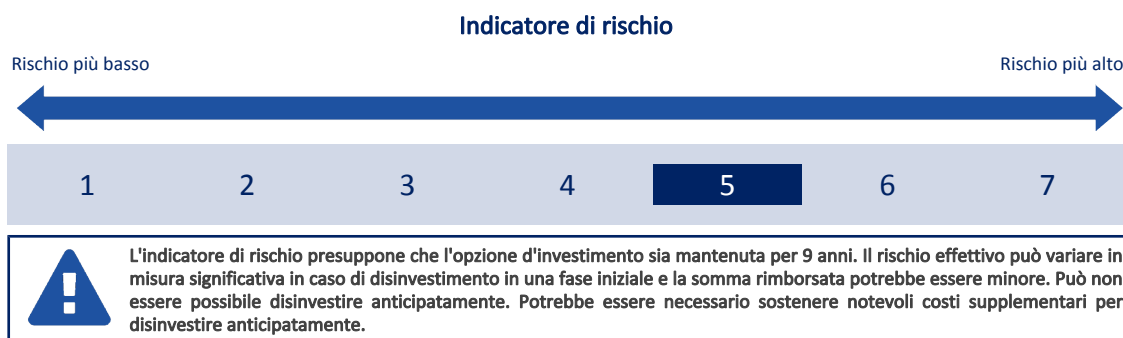 Indicatore di rischio
Rischio più basso
Rischio più alto
1 2 3 4 5 6 7
L'indicatore di rischio presuppone che l'opzione d'investimento sia mantenuta per 9 anni. Il rischio effettivo può variare in
misura significativa in caso di disinvestimento in una fase iniziale e la somma rimborsata potrebbe essere minore. Può non
essere possibile disinvestire anticipatamente. Potrebbe essere necessario sostenere notevoli costi supplementari per
disinvestire anticipatamente.